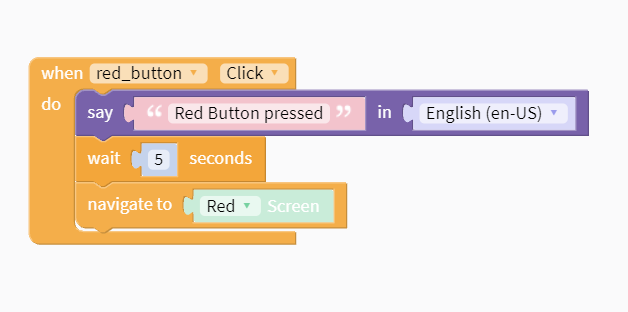 when red_button Click
do
say “ Red Button pressed ” in English (en-US)
wait 5 seconds
navigate to Red Screen